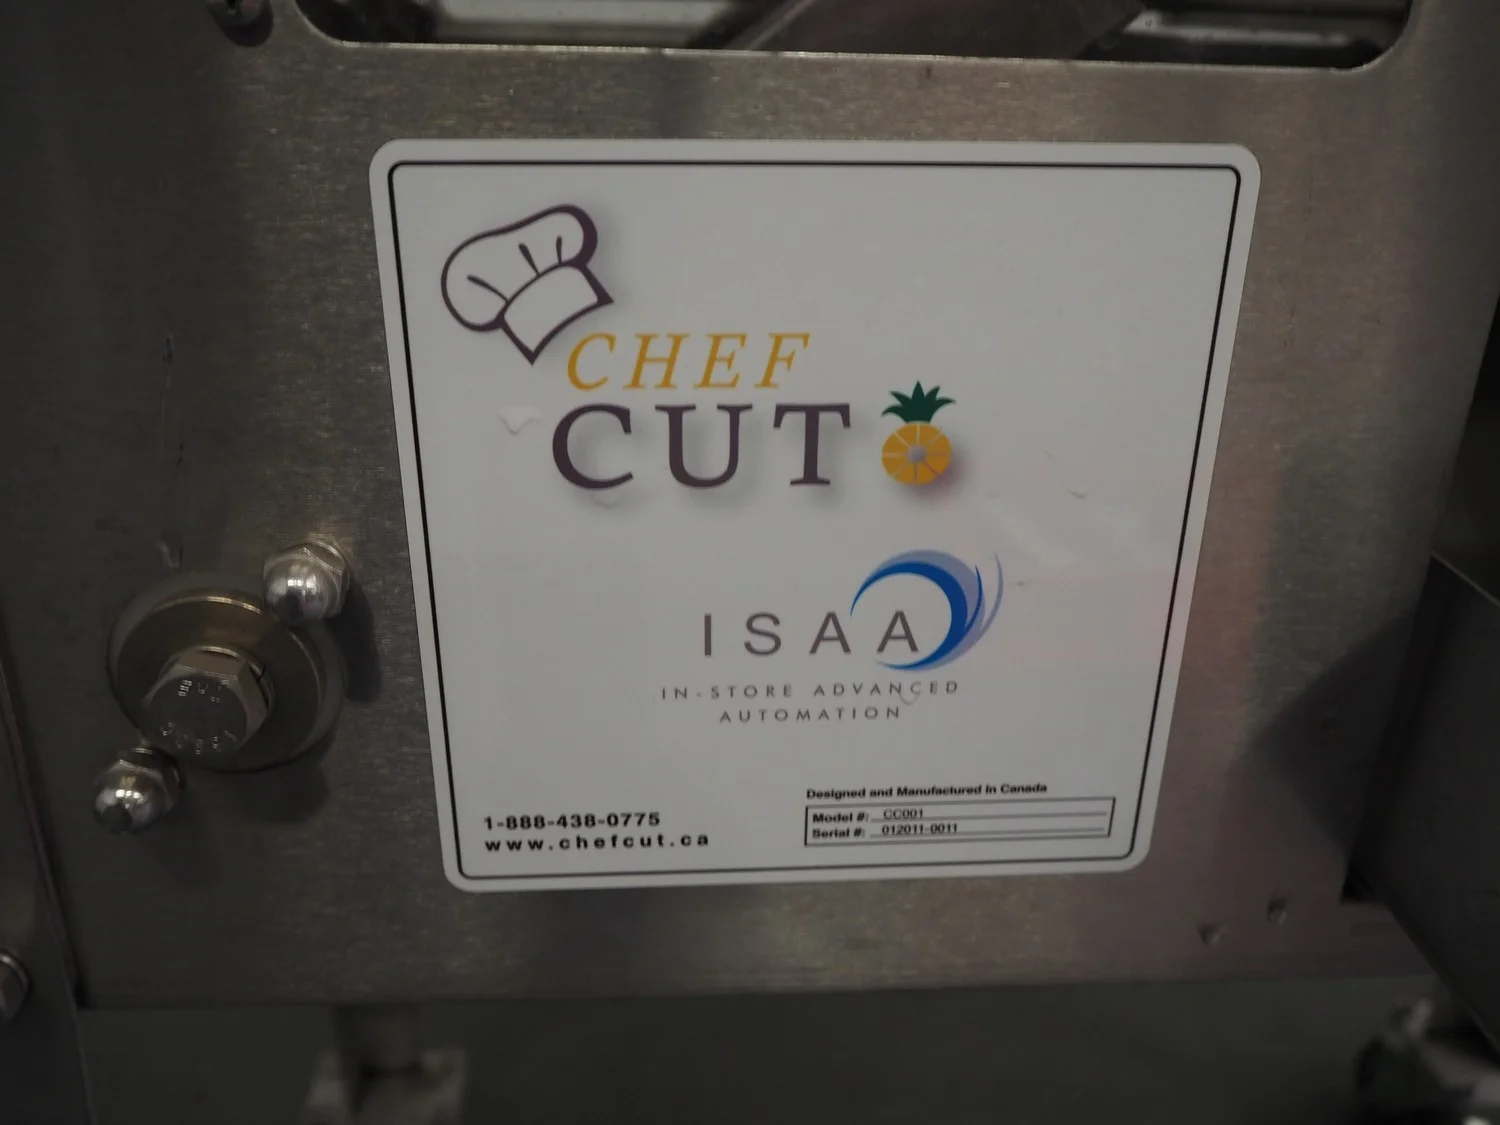 CHEF
CUT
ISAA
IN-STORE ADVANCED
AUTOMATION
1-888-438-0775
www.chefcut.ca
Designed and Manufactured in Canada
Model #: CC001
Serial #: 012011-0011